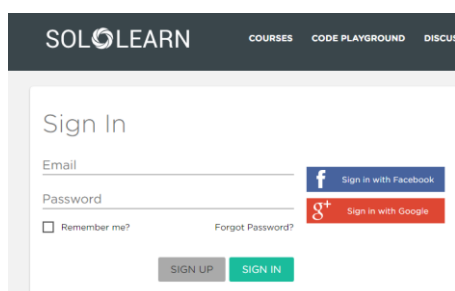 SOLOLEARN COURSES CODE PLAYGROUND
Sign In
Email
Password
Remember me? Forgot Password?
SIGN UP SIGN IN
f Sign in with Facebook
g+ Sign in with Google